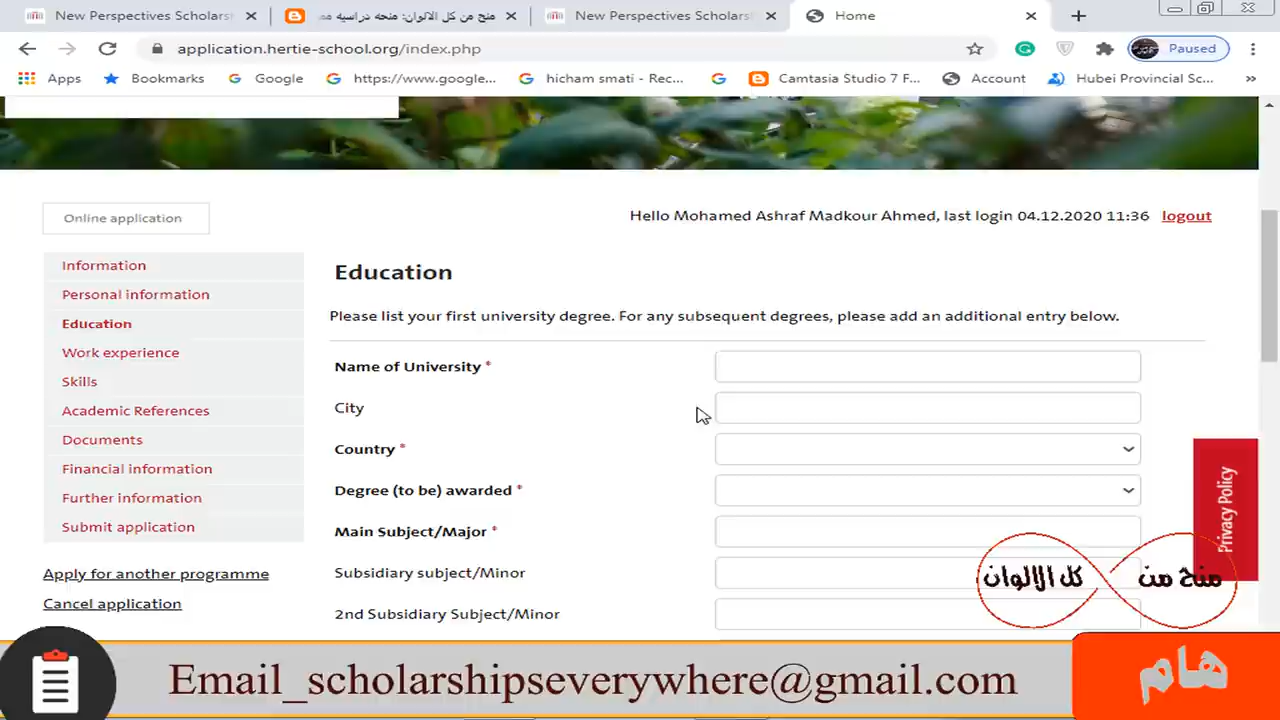 New Perspectives Scholars
منح من كل الالوان: منحه دراسيه مم
New Perspectives Scholars
Home
application.hertie-school.org/index.php
Paused
Apps
Bookmarks
Google
https://www.google...
hicham smati - Rec...
Camtasia Studio 7 F...
Account
Hubei Provincial Sc...
»
Online application
Hello Mohamed Ashraf Madkour Ahmed, last login 04.12.2020 11:36 logout
Information
Personal information
Education
Work experience
Skills
Academic References
Documents
Financial information
Further information
Submit application
Apply for another programme
Cancel application
Education
Please list your first university degree. For any subsequent degrees, please add an additional entry below.
Name of University *
City
Country *
Degree (to be) awarded *
Main Subject/Major *
Subsidiary subject/Minor
2nd Subsidiary Subject/Minor
Privacy Policy
منح من كل الالوان
Email_scholarshipseverywhere@gmail.com
هام